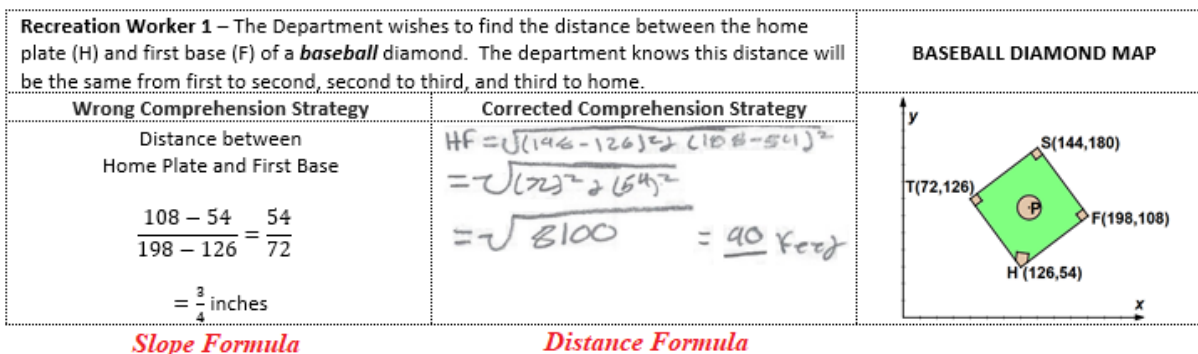 Recreation Worker 1 – The Department wishes to find the distance between the home
plate (H) and first base (F) of a baseball diamond. The department knows this distance will
be the same from first to second, second to third, and third to home.
BASEBALL DIAMOND MAP
Wrong Comprehension Strategy
Distance between
Home Plate and First Base
108 – 54 / 198 – 126 = 54 / 72
= 3/4 inches
Slope Formula
Corrected Comprehension Strategy
HF = √(198-126)² + (108-54)²
= √(72)² + (54)²
= √8100 = 90 Feet
Distance Formula
y
S(144,180)
T(72,126)
P
F(198,108)
H(126,54)
x